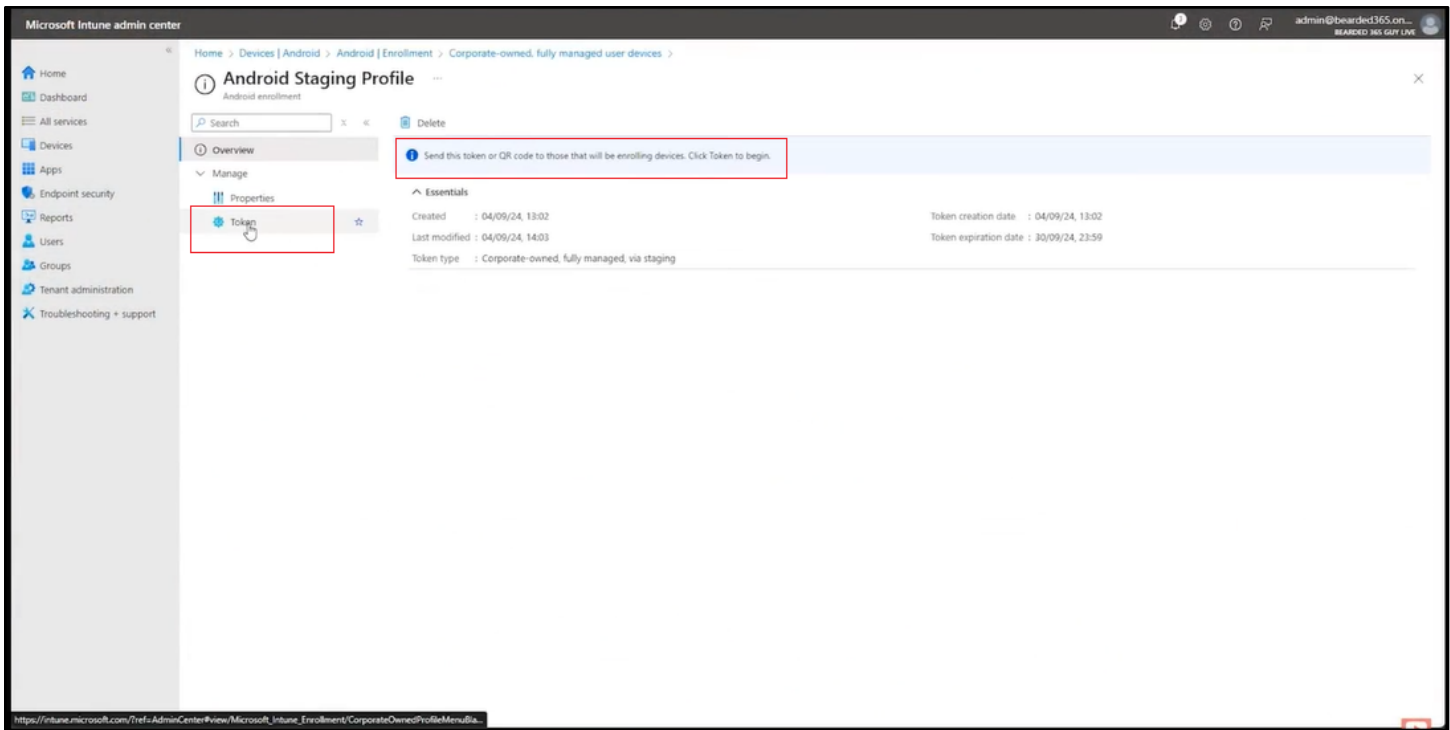 Microsoft Intune admin center
admin@bearded365.on...
BEARDED 365 GUY LIVE
Home
Dashboard
All services
Devices
Apps
Endpoint security
Reports
Users
Groups
Tenant administration
Troubleshooting + support
Home > Devices | Android > Android | Enrollment > Corporate-owned, fully managed user devices >
Android Staging Profile ...
Android enrollment
Search
Overview
Manage
Properties
Token
Delete
Send this token or QR code to those that will be enrolling devices. Click Token to begin.
Essentials
Created : 04/09/24, 13:02
Last modified : 04/09/24, 14:03
Token type : Corporate-owned, fully managed, via staging
Token creation date : 04/09/24, 13:02
Token expiration date : 30/09/24, 23:59
https://intune.microsoft.com/?ref=AdminCenter#view/Microsoft_Intune_Enrollment/CorporateOwnedProfileMenuBla...